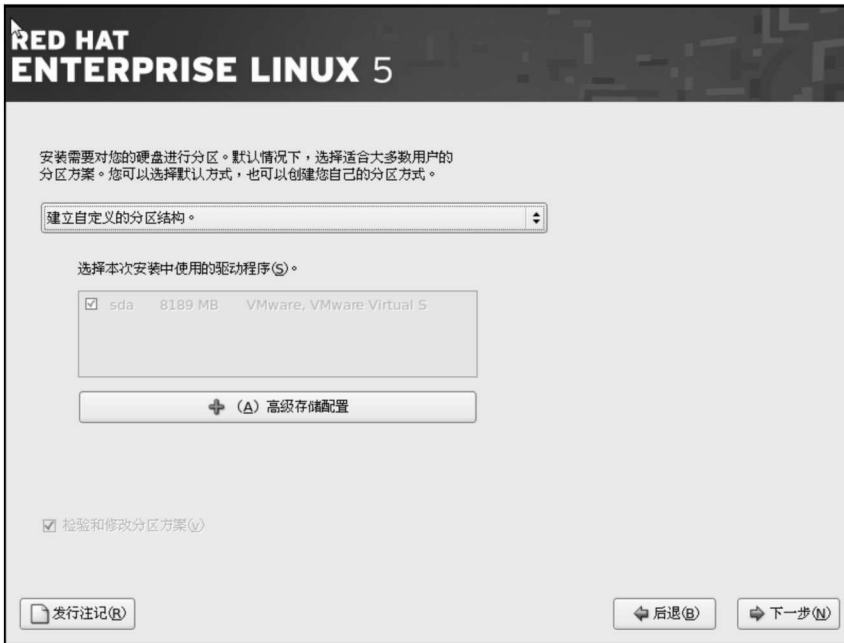 RED HAT
ENTERPRISE LINUX 5
安装需要对您的硬盘进行分区。默认情况下，选择适合大多数用户的
分区方案。您可以选择默认方式，也可以创建您自己的分区方式。
建立自定义的分区结构。
选择本次安装中使用的驱动程序(S)。
sda 8189 MB VMware, VMware Virtual S
(A) 高级存储配置
检验和修改分区方案(V)
发行注记(R) 后退(B) 下一步(N)